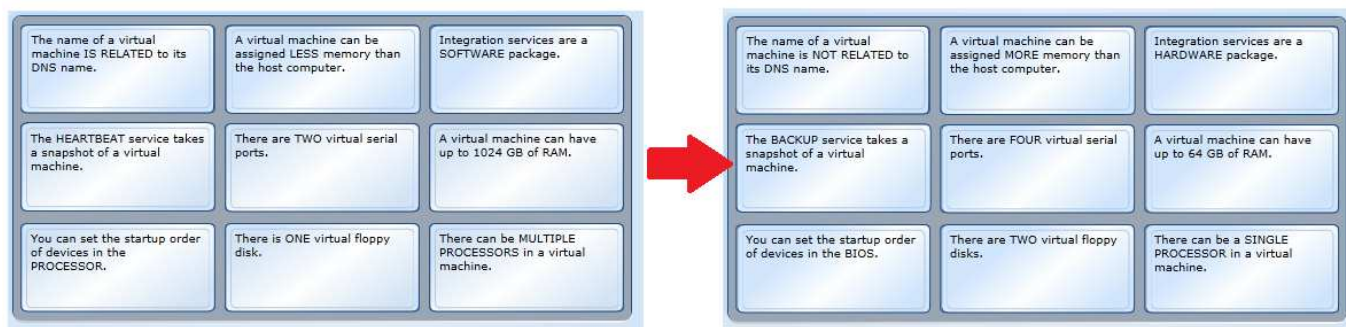 The name of a virtual
machine IS RELATED to its
DNS name.
A virtual machine can be
assigned LESS memory than
the host computer.
Integration services are a
SOFTWARE package.
The HEARTBEAT service takes
a snapshot of a virtual
machine.
There are TWO virtual serial
ports.
A virtual machine can have
up to 1024 GB of RAM.
You can set the startup order
of devices in the
PROCESSOR.
There is ONE virtual floppy
disk.
There can be MULTIPLE
PROCESSORS in a virtual
machine.
The name of a virtual
machine is NOT RELATED to
its DNS name.
A virtual machine can be
assigned MORE memory than
the host computer.
Integration services are a
HARDWARE package.
The BACKUP service takes a
snapshot of a virtual
machine.
There are FOUR virtual serial
ports.
A virtual machine can have
up to 64 GB of RAM.
You can set the startup order
of devices in the BIOS.
There are TWO virtual floppy
disks.
There can be a SINGLE
PROCESSOR in a virtual
machine.